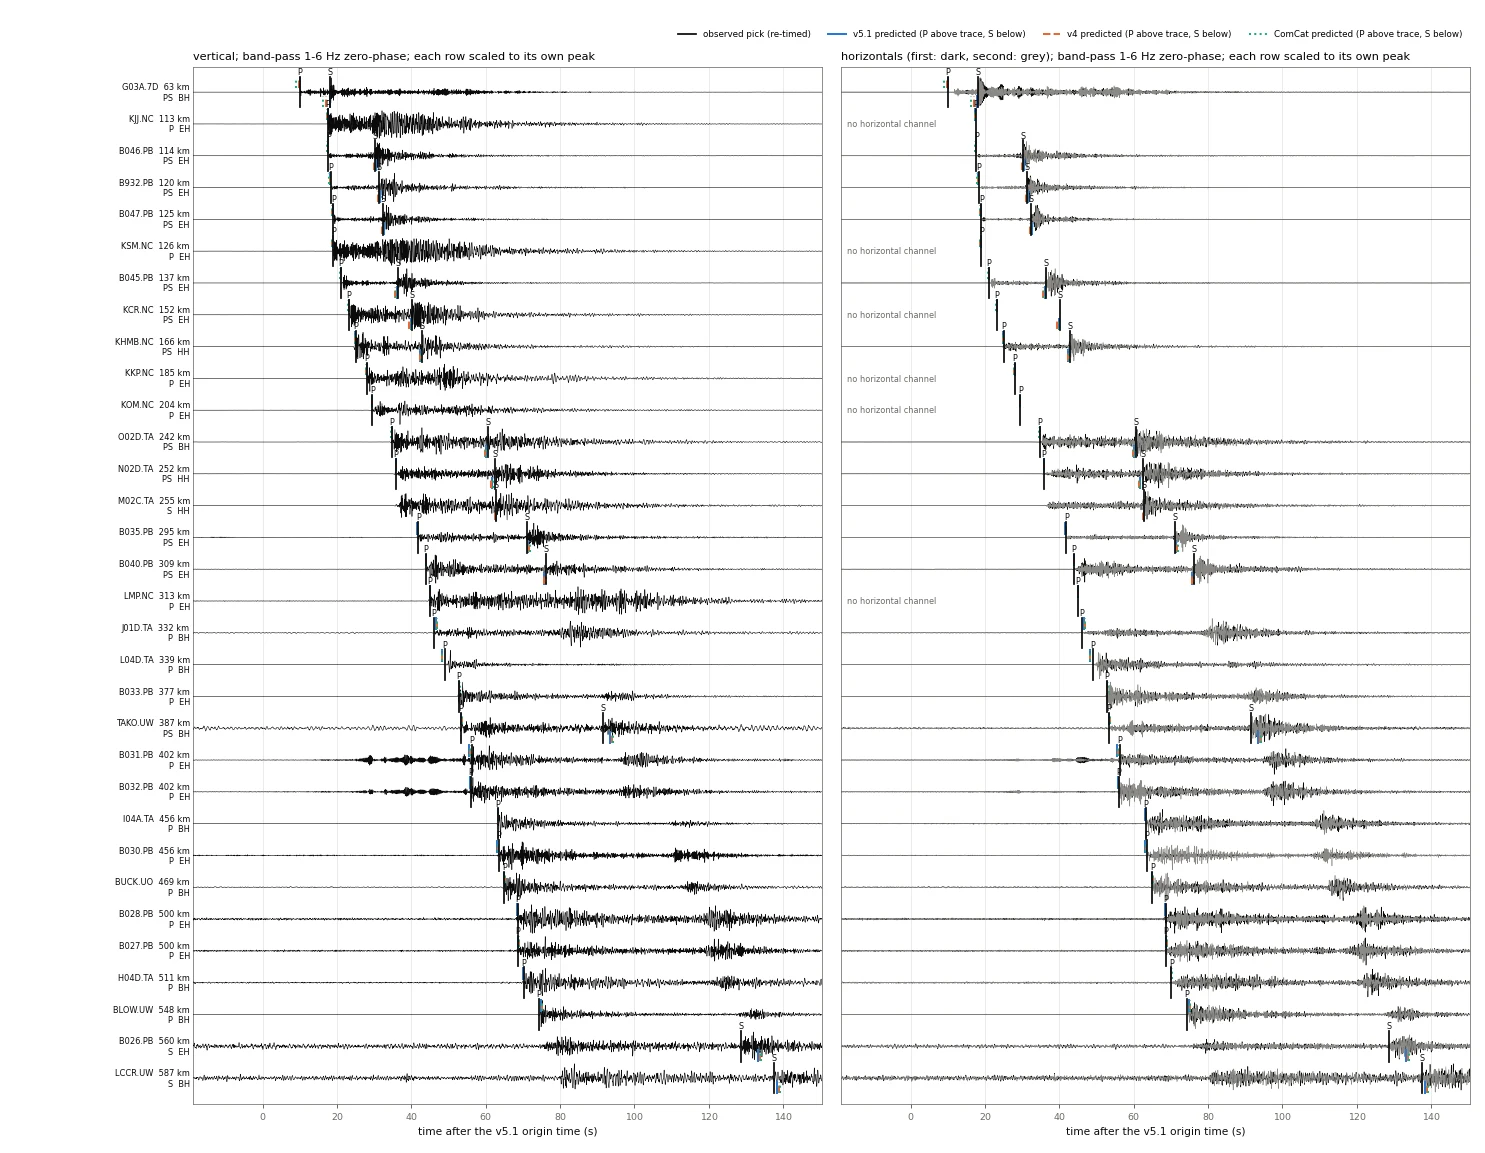 observed pick (re-timed)
v5.1 predicted (P above trace, S below)
v4 predicted (P above trace, S below)
ComCat predicted (P above trace, S below)
vertical; band-pass 1-6 Hz zero-phase; each row scaled to its own peak
horizontals (first: dark, second: grey); band-pass 1-6 Hz zero-phase; each row scaled to its own peak
G03A.7D 63 km
PS BH
KJJ.NC 113 km
P EH
no horizontal channel
B046.PB 114 km
PS EH
B932.PB 120 km
PS EH
B047.PB 125 km
PS EH
KSM.NC 126 km
P EH
no horizontal channel
B045.PB 137 km
PS EH
KCR.NC 152 km
PS EH
no horizontal channel
KHMB.NC 166 km
PS HH
KKP.NC 185 km
P EH
no horizontal channel
KOM.NC 204 km
P EH
no horizontal channel
O02D.TA 242 km
PS BH
N02D.TA 252 km
PS HH
M02C.TA 255 km
S HH
B035.PB 295 km
PS EH
B040.PB 309 km
PS EH
LMP.NC 313 km
P EH
no horizontal channel
J01D.TA 332 km
P BH
L04D.TA 339 km
P BH
B033.PB 377 km
P EH
TAKO.UW 387 km
PS BH
B031.PB 402 km
P EH
B032.PB 402 km
P EH
I04A.TA 456 km
P BH
B030.PB 456 km
P EH
BUCK.UO 469 km
P BH
B028.PB 500 km
P EH
B027.PB 500 km
P EH
H04D.TA 511 km
P BH
BLOW.UW 548 km
P BH
B026.PB 560 km
S EH
LCCR.UW 587 km
S BH
0 20 40 60 80 100 120 140
0 20 40 60 80 100 120 140
time after the v5.1 origin time (s)
time after the v5.1 origin time (s)